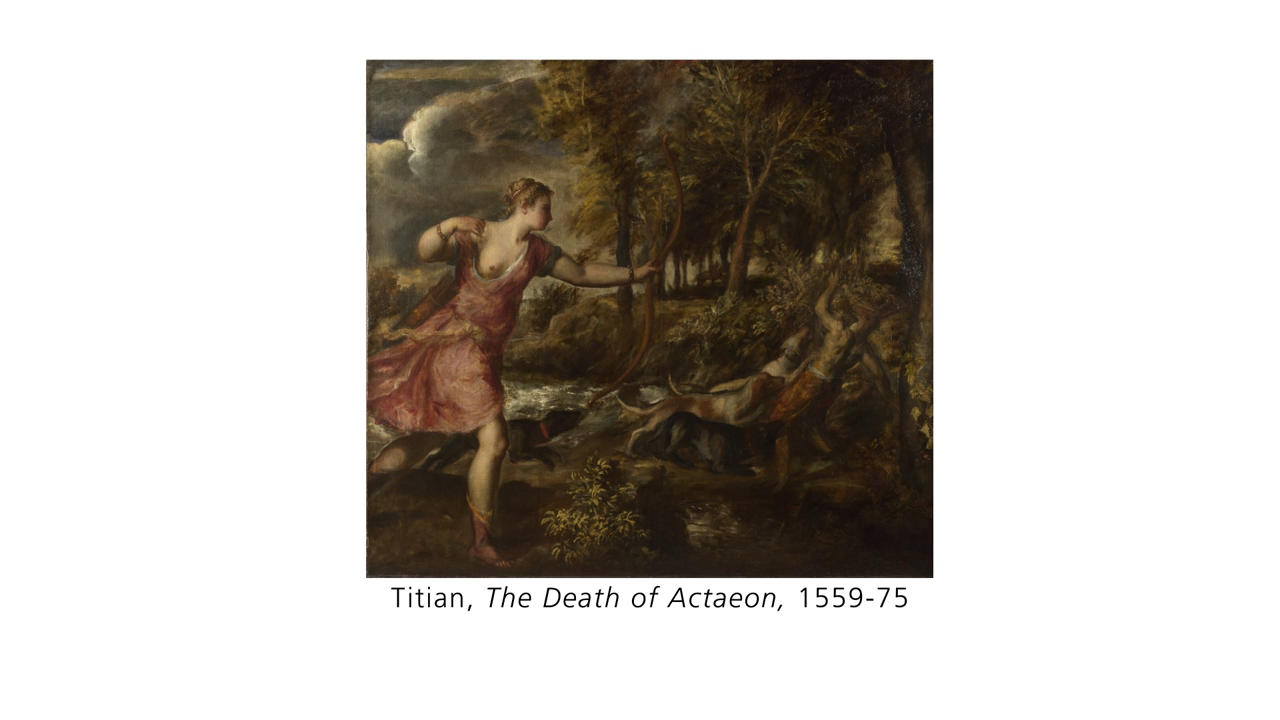 Titian, The Death of Actaeon, 1559-75